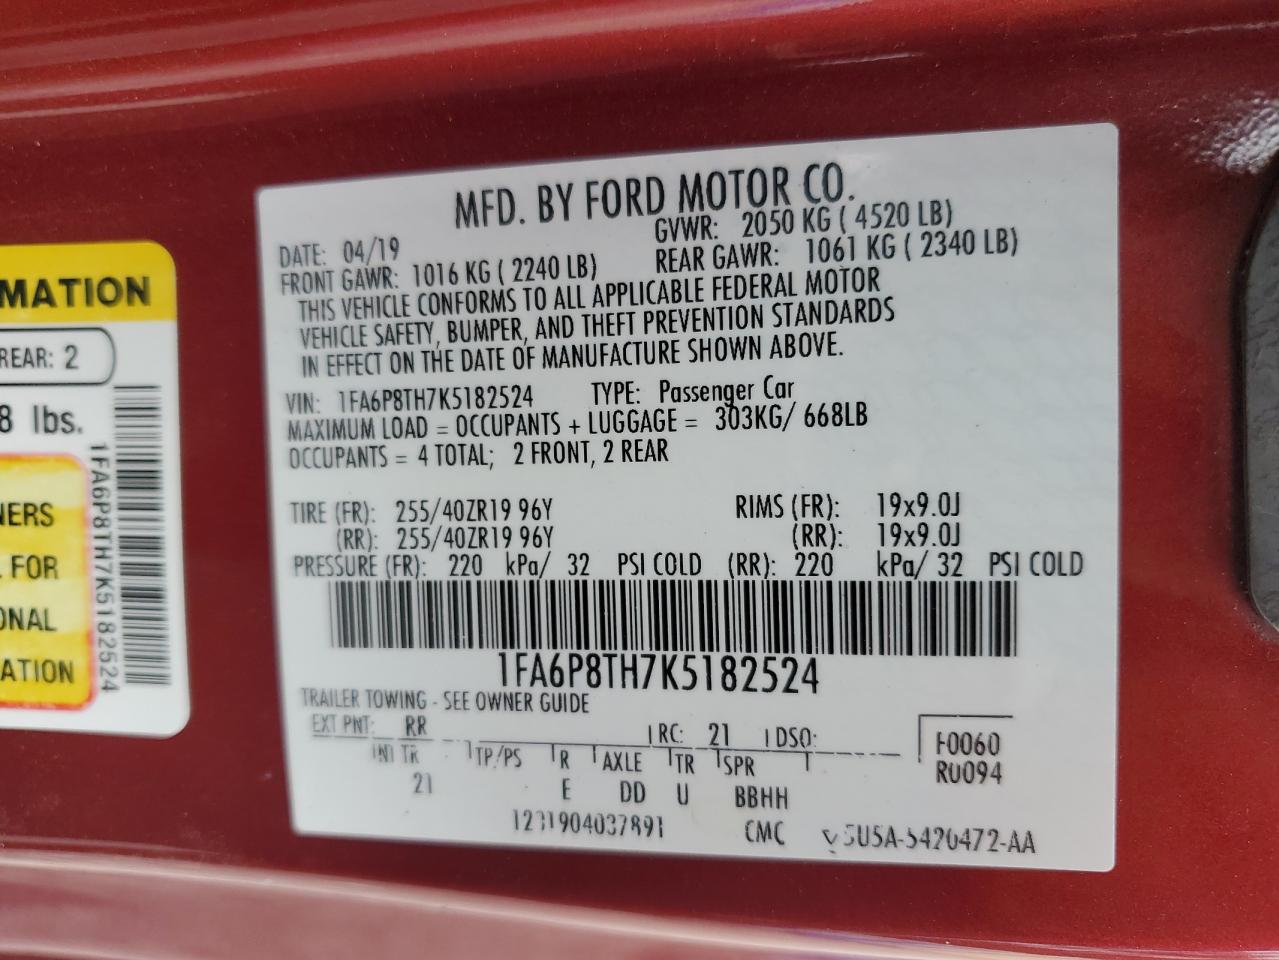 MATION
REAR: 2
8 lbs.
NERS
FOR
ONAL
ATION
1FA6P8TH7K5182524
MFD. BY FORD MOTOR CO.
DATE: 04/19 GVWR: 2050 KG ( 4520 LB)
FRONT GAWR: 1016 KG ( 2240 LB) REAR GAWR: 1061 KG ( 2340 LB)
THIS VEHICLE CONFORMS TO ALL APPLICABLE FEDERAL MOTOR
VEHICLE SAFETY, BUMPER, AND THEFT PREVENTION STANDARDS
IN EFFECT ON THE DATE OF MANUFACTURE SHOWN ABOVE.
VIN: 1FA6P8TH7K5182524 TYPE: Passenger Car
MAXIMUM LOAD = OCCUPANTS + LUGGAGE = 303KG/ 668LB
OCCUPANTS = 4 TOTAL; 2 FRONT, 2 REAR
TIRE (FR): 255/40ZR19 96Y RIMS (FR): 19x9.0J
(RR): 255/40ZR19 96Y (RR): 19x9.0J
PRESSURE (FR): 220 kPa/ 32 PSI COLD (RR): 220 kPa/ 32 PSI COLD
1FA6P8TH7K5182524
TRAILER TOWING - SEE OWNER GUIDE
EXT PNT: RR RC: 21 DSO:
F0060
INT TR TP/PS R AXLE TR SPR
R0094
21 E DD U BBHH
1231904037891 CMC 5U5A-5420472-AA